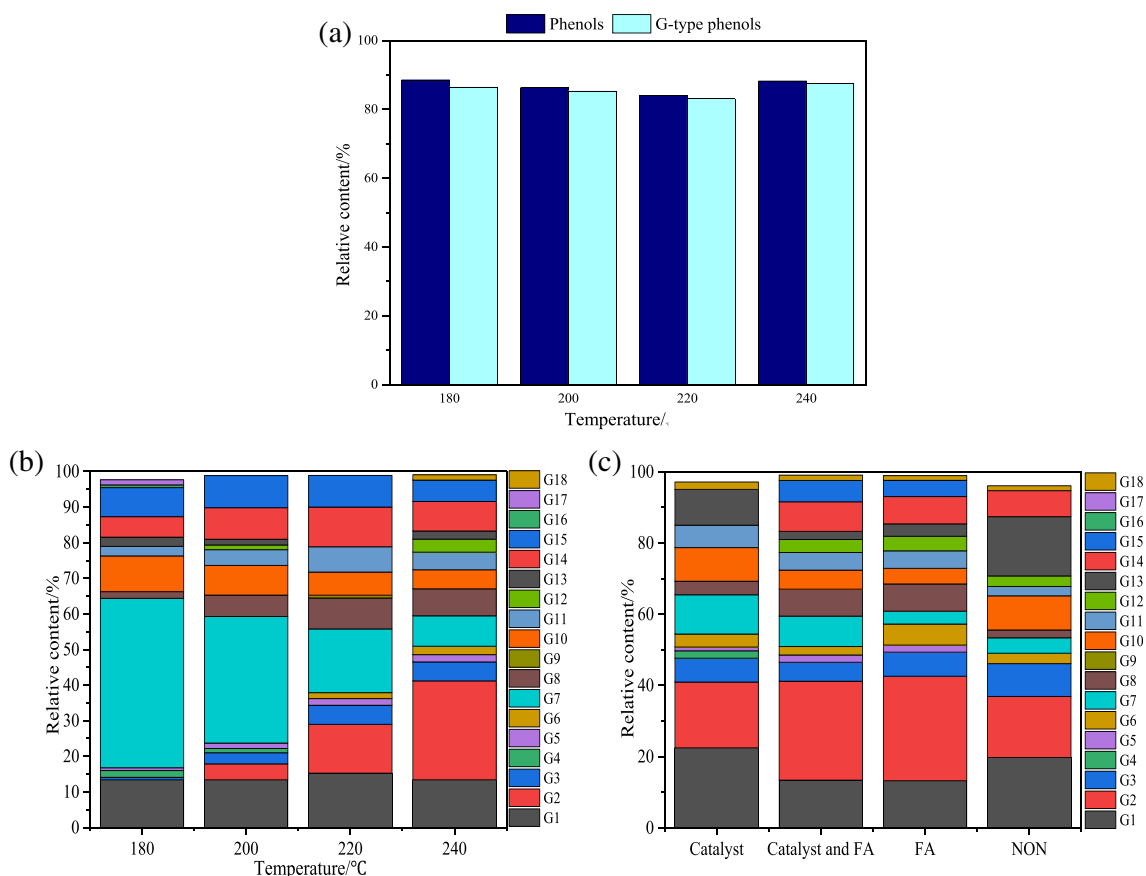 (a)
Phenols G-type phenols
Relative content/%
100
80
60
40
20
0
180 200 220 240
Temperature/
(b)
Relative content/%
100
90
80
70
60
50
40
30
20
10
0
180 200 220 240
Temperature/℃
G18
G17
G16
G15
G14
G13
G12
G11
G10
G9
G8
G7
G6
G5
G4
G3
G2
G1
(c)
Relative content/%
100
80
60
40
20
0
Catalyst Catalyst and FA FA NON
G18
G17
G16
G15
G14
G13
G12
G11
G10
G9
G8
G7
G6
G5
G4
G3
G2
G1